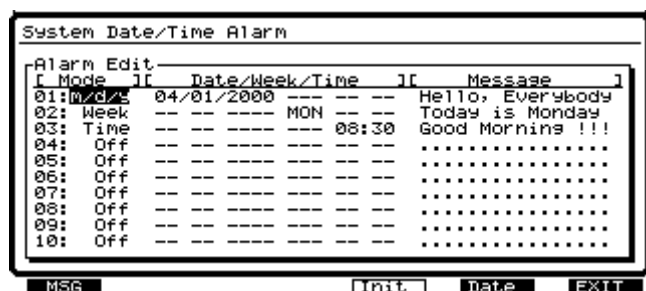 System Date/Time Alarm
Alarm Edit
[ Mode ][ Date/Week/Time ][ Message ]
01:m/d/y 04/01/2000 --- -- -- Hello, Everybody
02: Week -- -- ---- MON -- -- Today is Monday
03: Time -- -- ---- --- 08:30 Good Morning !!!
04: Off -- -- ---- --- -- -- ................
05: Off -- -- ---- --- -- -- ................
06: Off -- -- ---- --- -- -- ................
07: Off -- -- ---- --- -- -- ................
08: Off -- -- ---- --- -- -- ................
09: Off -- -- ---- --- -- -- ................
10: Off -- -- ---- --- -- -- ................
MSG Init Date EXIT